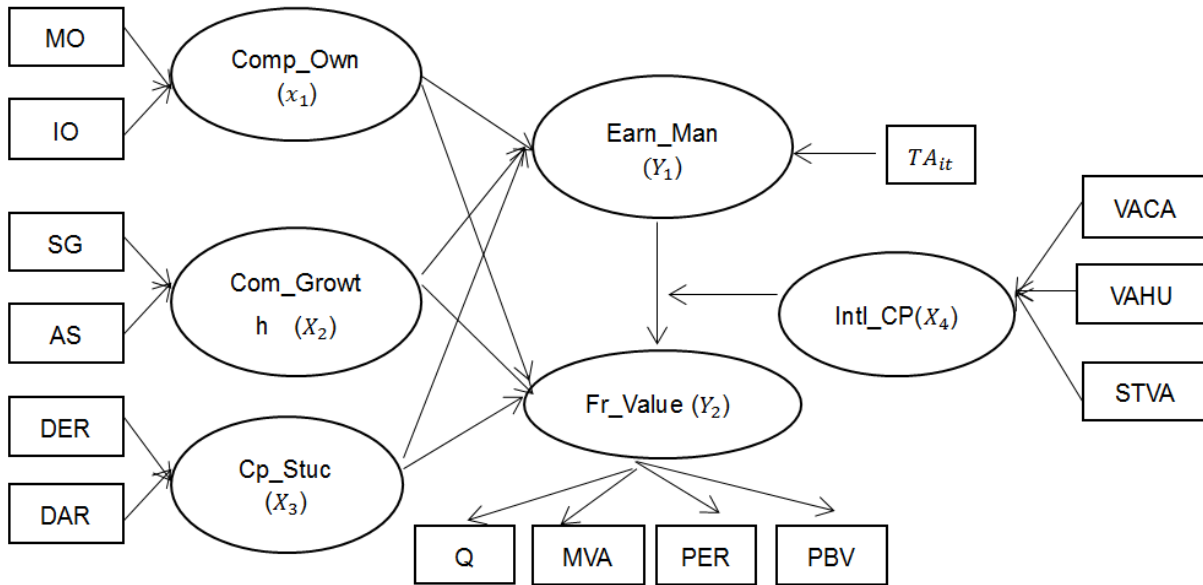 MO
IO
Comp_Own
(x₁)
Earn_Man
(Y₁)
TAᵢₜ
SG
AS
Com_Growt
h (X₂)
VACA
VAHU
STVA
Intl_CP(X₄)
DER
DAR
Cp_Stuc
(X₃)
Fr_Value (Y₂)
Q
MVA
PER
PBV